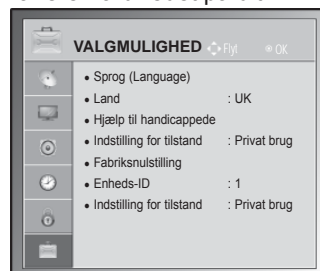 VALGMULIGHED Flyt OK
• Sprog (Language)
• Land : UK
• Hjælp til handicappede
• Indstilling for tilstand : Privat brug
• Fabriksnulstilling
• Enheds-ID : 1
• Indstilling for tilstand : Privat brug